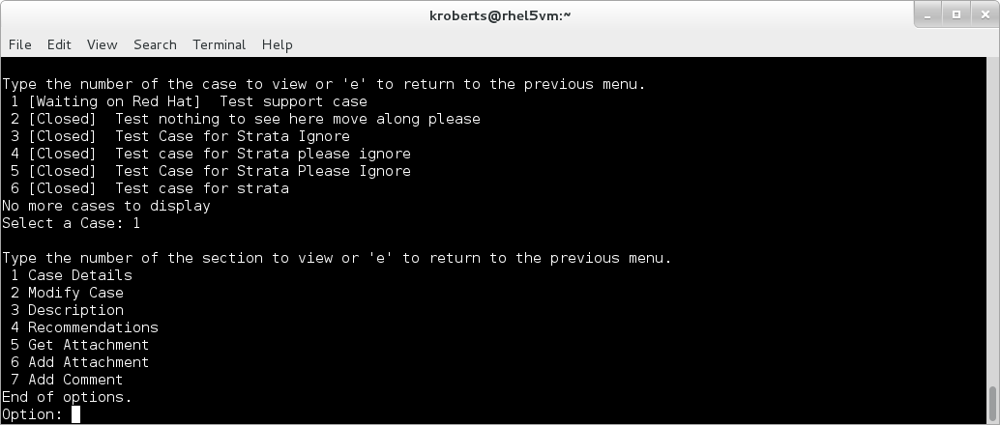 kroberts@rhel5vm:~
File Edit View Search Terminal Help
Type the number of the case to view or 'e' to return to the previous menu.
1 [Waiting on Red Hat]  Test support case
2 [Closed]  Test nothing to see here move along please
3 [Closed]  Test Case for Strata Ignore
4 [Closed]  Test case for Strata please ignore
5 [Closed]  Test Case for Strata Please Ignore
6 [Closed]  Test case for strata
No more cases to display
Select a Case: 1
Type the number of the section to view or 'e' to return to the previous menu.
1 Case Details
2 Modify Case
3 Description
4 Recommendations
5 Get Attachment
6 Add Attachment
7 Add Comment
End of options.
Option: